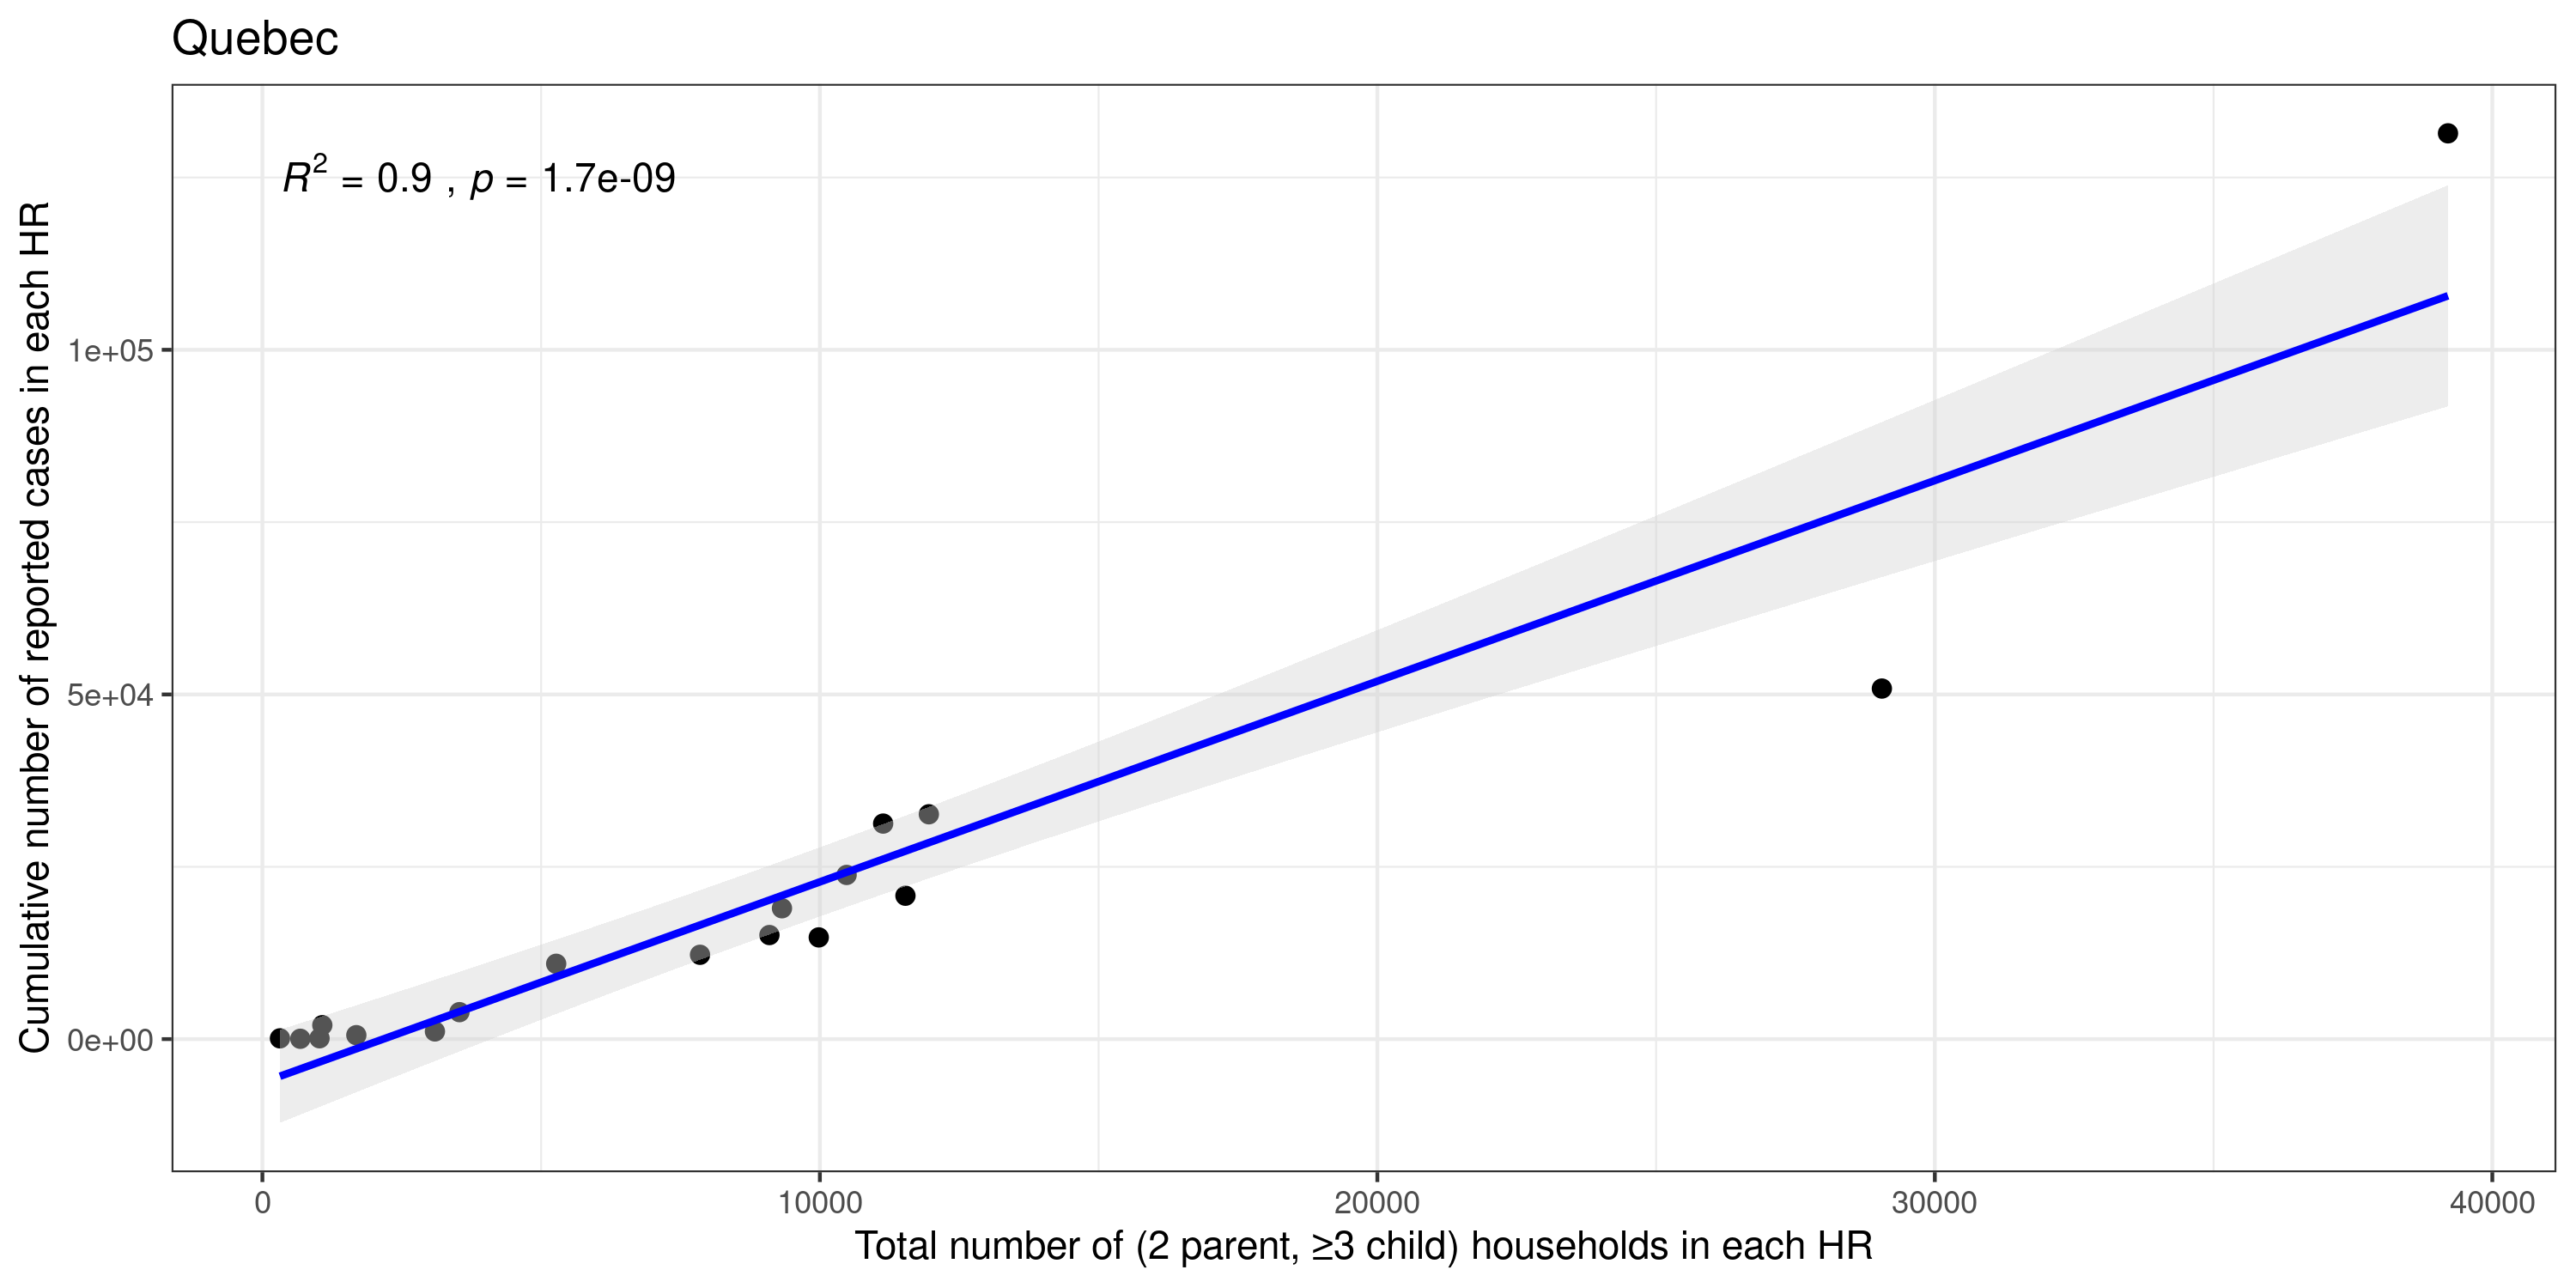 Quebec
R² = 0.9 , p = 1.7e-09
Cumulative number of reported cases in each HR
1e+05
5e+04
0e+00
0 10000 20000 30000 40000
Total number of (2 parent, ≥3 child) households in each HR